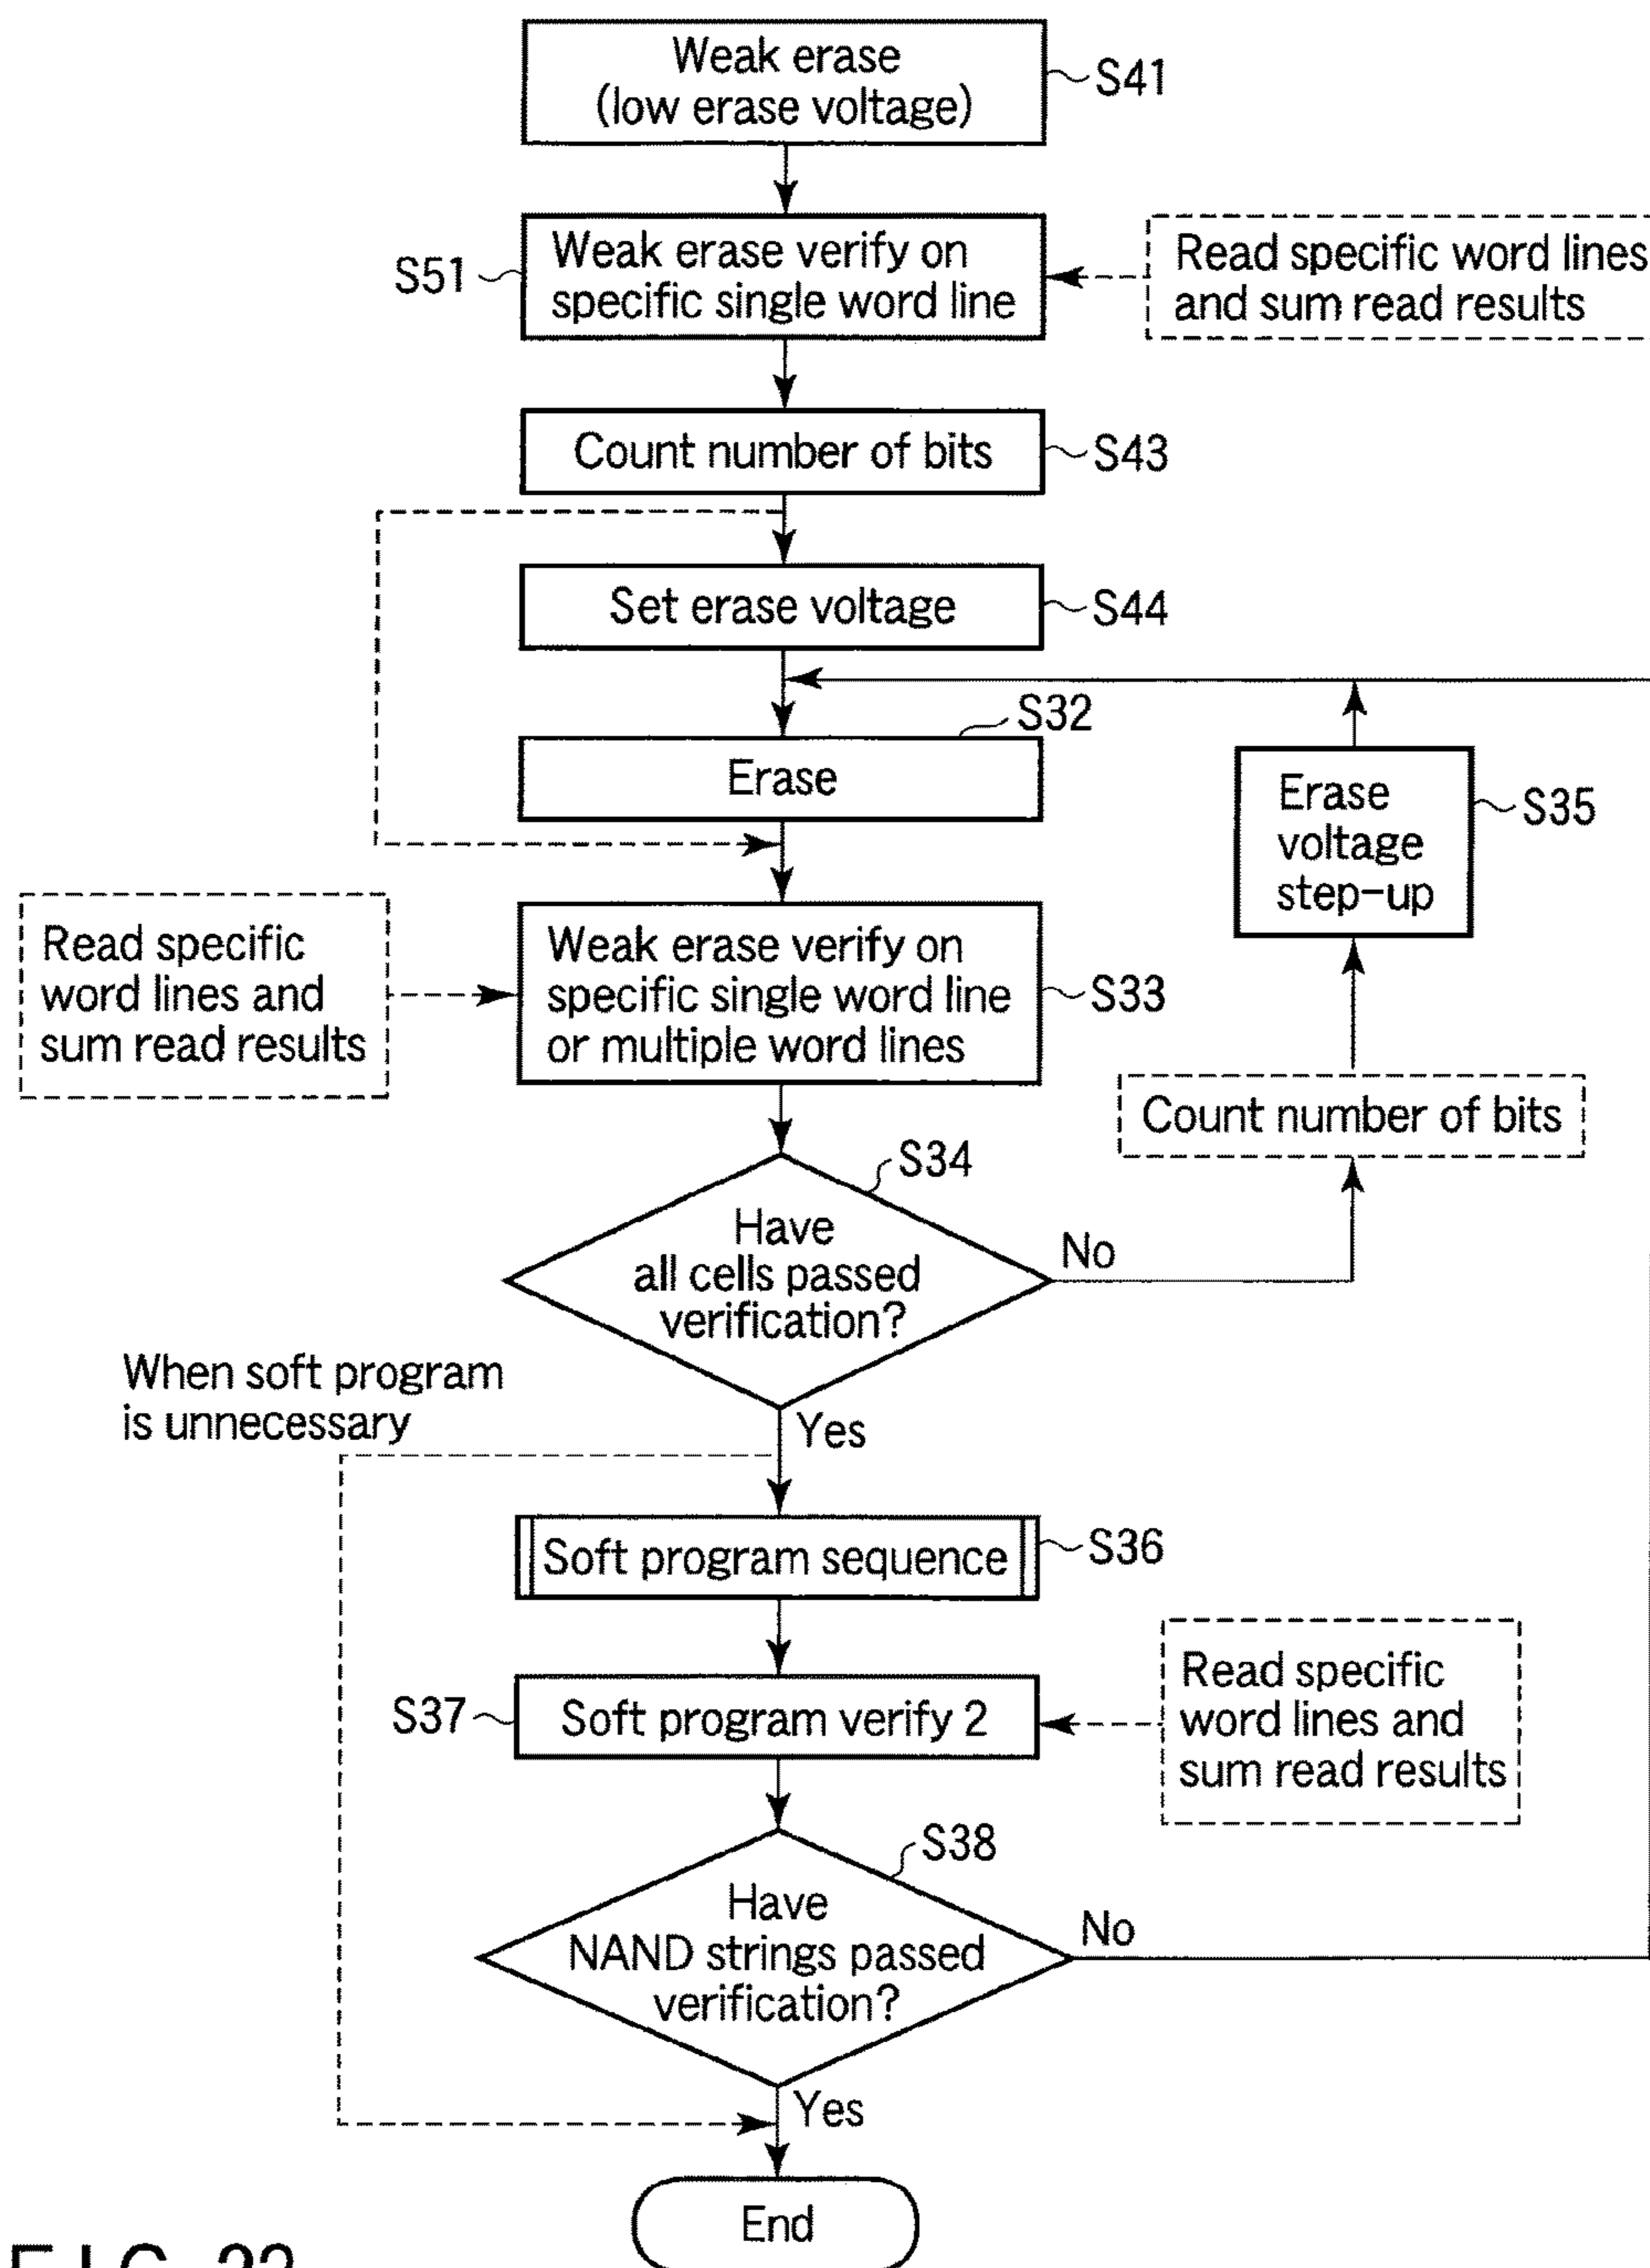 Weak erase
(low erase voltage)
S41
S51
Weak erase verify on
specific single word line
Read specific word lines
and sum read results
Count number of bits
S43
Set erase voltage
S44
S32
Erase
Erase
voltage
step-up
S35
Read specific
word lines and
sum read results
Weak erase verify on
specific single word line
or multiple word lines
S33
Count number of bits
S34
Have
all cells passed
verification?
No
When soft program
is unnecessary
Yes
Soft program sequence
S36
S37
Soft program verify 2
Read specific
word lines and
sum read results
S38
Have
NAND strings passed
verification?
No
Yes
End
FIG. 22